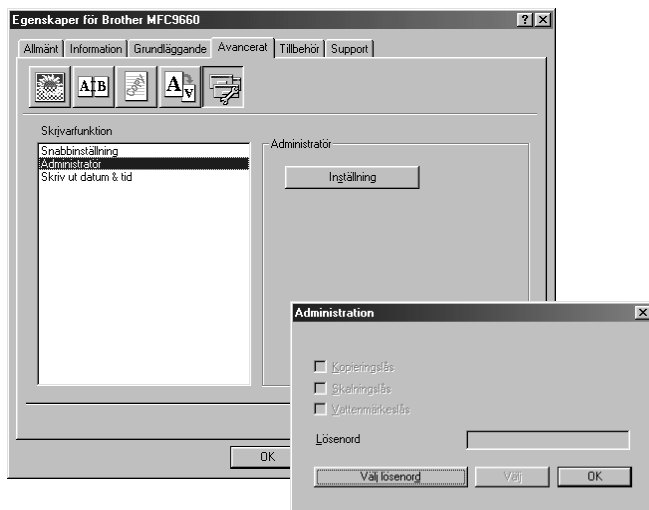 Egenskaper för Brother MFC9660
Allmänt Information Grundläggande Avancerat Tillbehör Support
Skrivarfunktion
Snabbinställning
Administratör
Skriv ut datum & tid
Administratör
Inställning
OK
Administration
Kopieringslås
Skalningslås
Vattenmärkeslås
Lösenord
Välj lösenord Välj OK